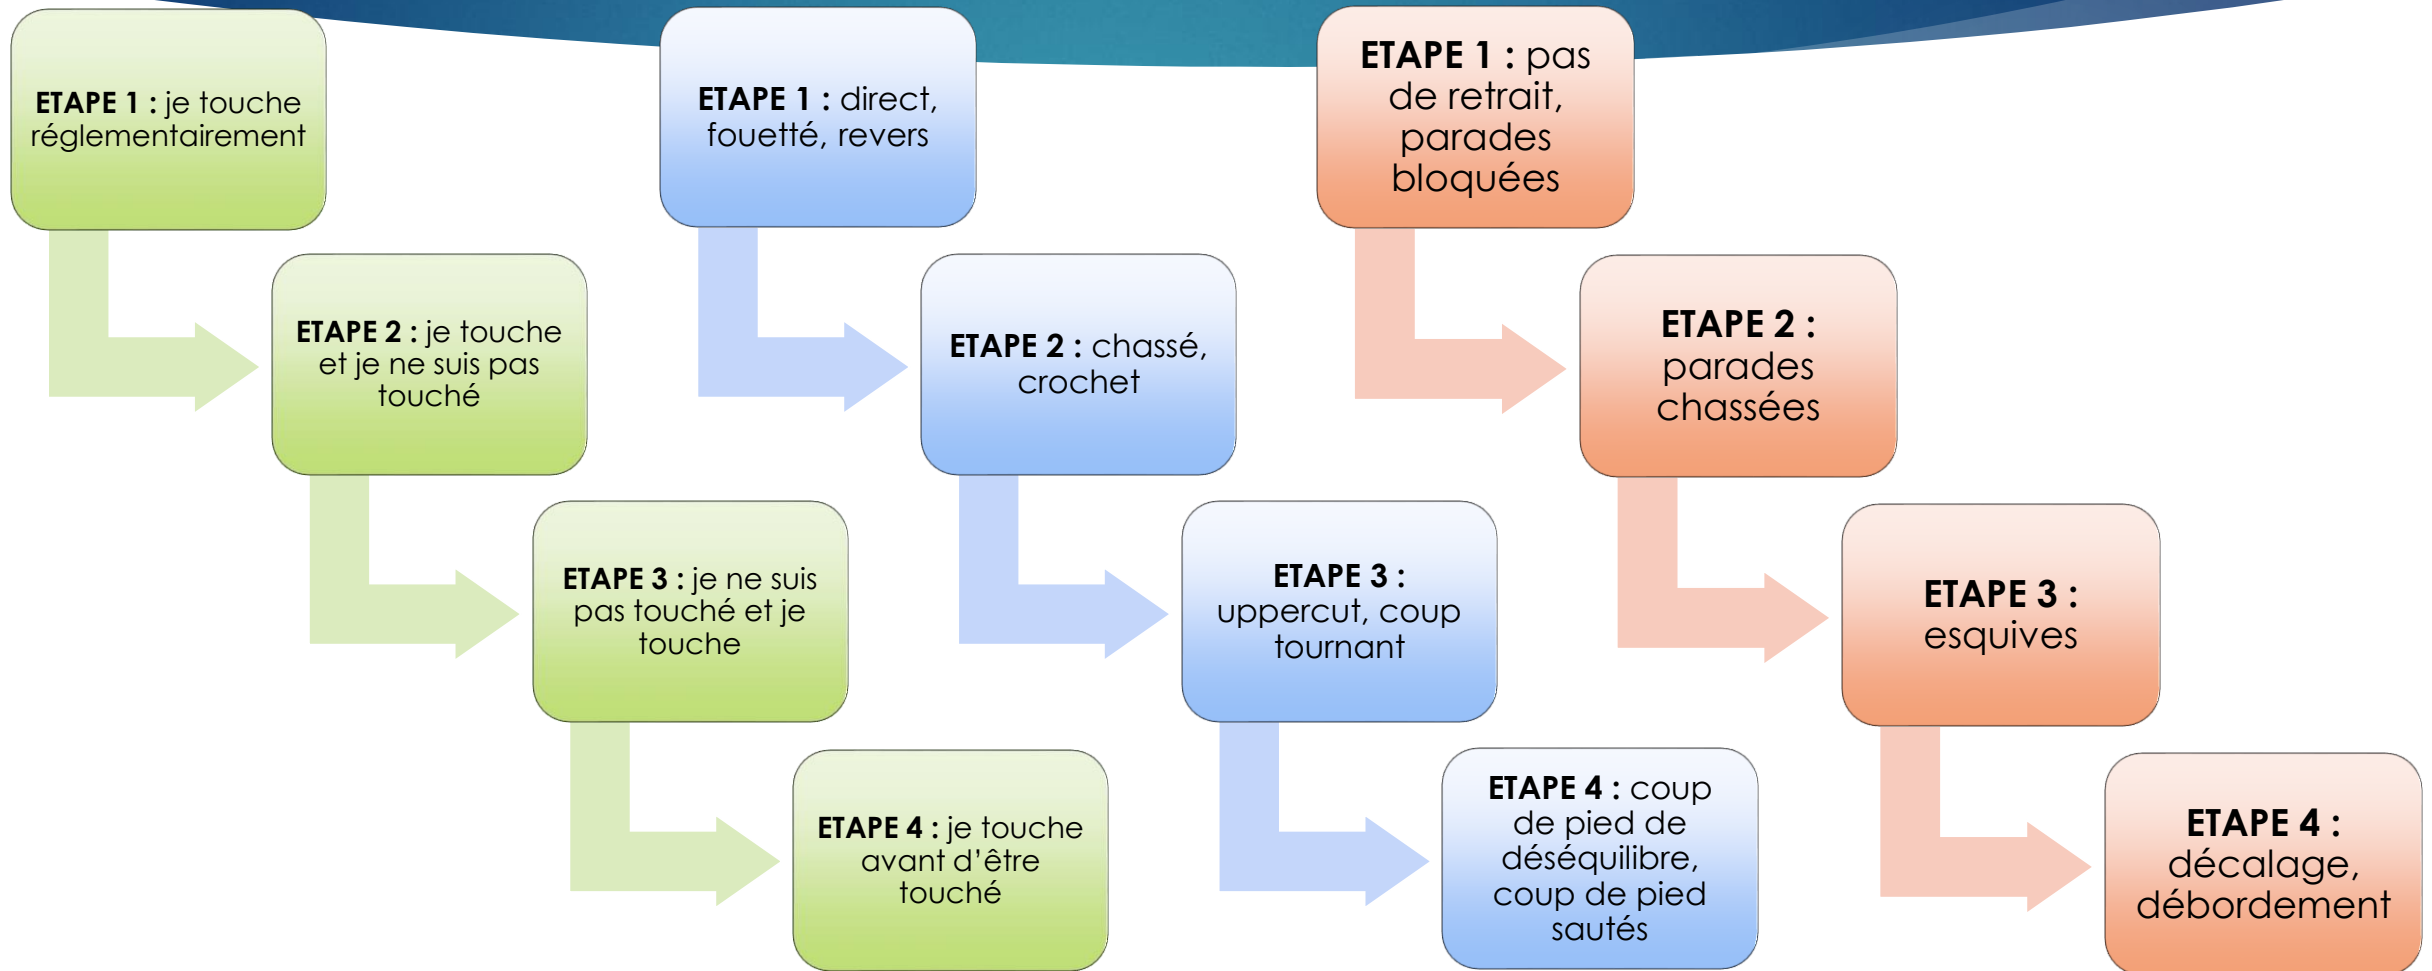 ETAPE 1 : je touche
réglementairement
ETAPE 2 : je touche
et je ne suis pas
touché
ETAPE 3 : je ne suis
pas touché et je
touche
ETAPE 4 : je touche
avant d’être
touché
ETAPE 1 : direct,
fouetté, revers
ETAPE 2 : chassé,
crochet
ETAPE 3 :
uppercut, coup
tournant
ETAPE 4 : coup
de pied de
déséquilibre,
coup de pied
sautés
ETAPE 1 : pas
de retrait,
parades
bloquées
ETAPE 2 :
parades
chassées
ETAPE 3 :
esquives
ETAPE 4 :
décalage,
débordement